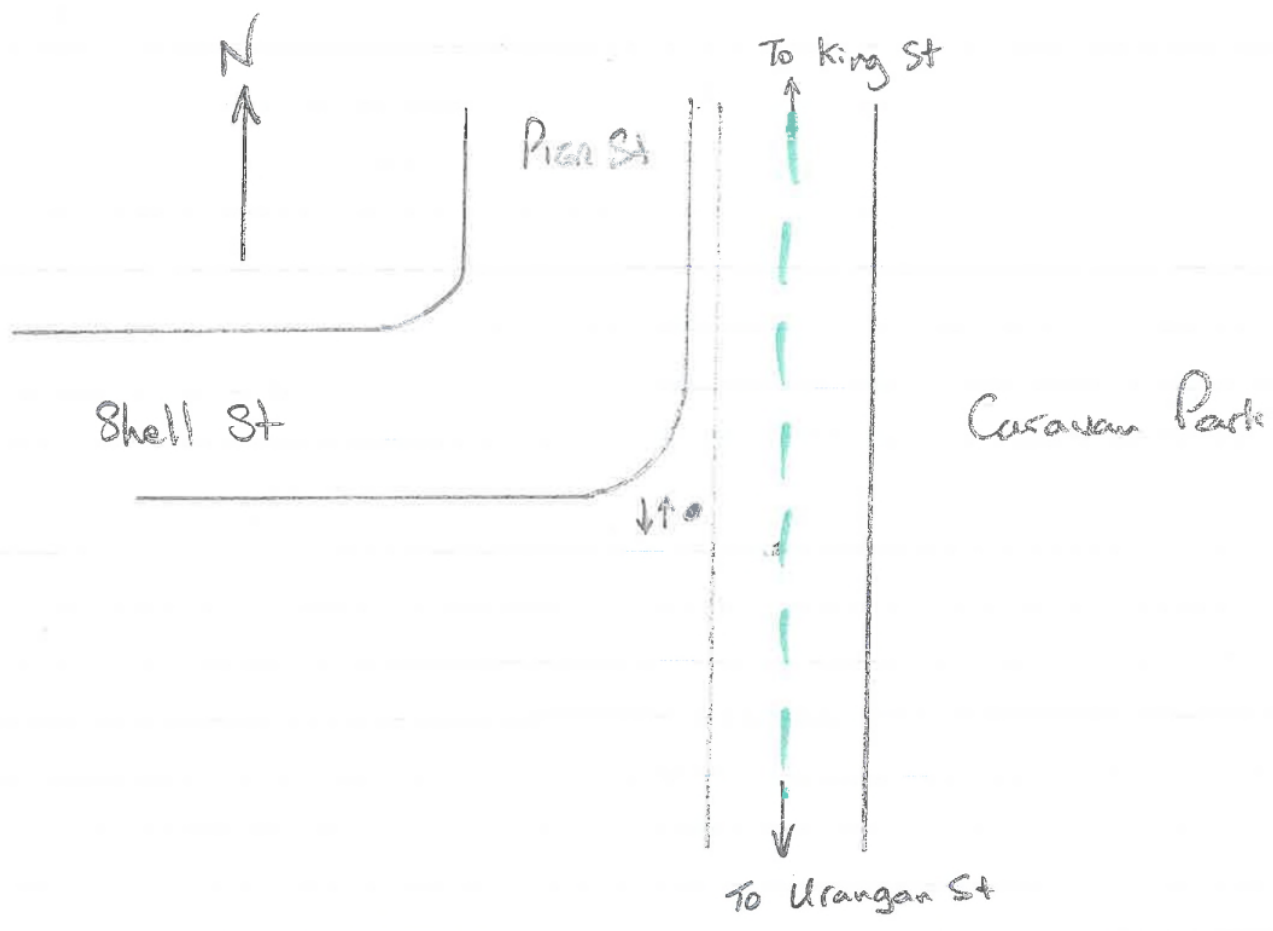 N
To King St
Pier St
Shell St
Caravan Park
To Urangan St